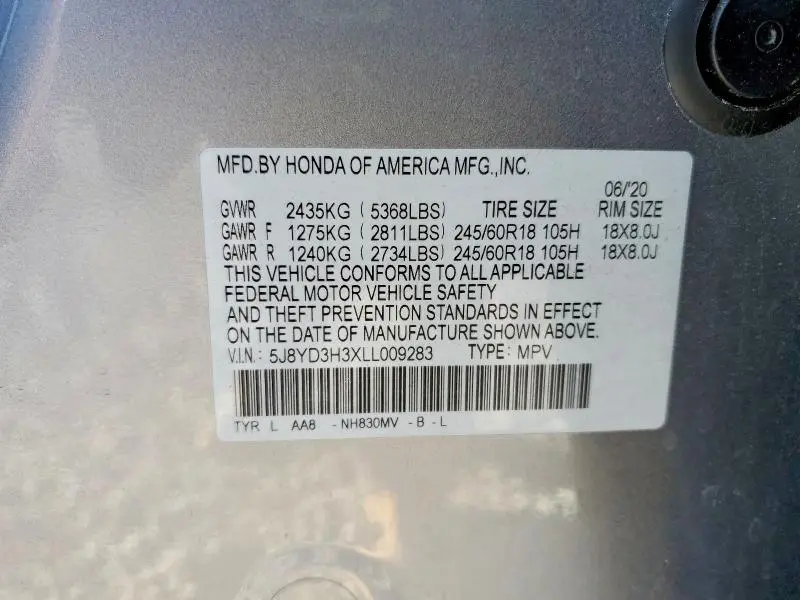 MFD.BY HONDA OF AMERICA MFG.,INC.
06/'20
GVWR 2435KG ( 5368LBS) TIRE SIZE RIM SIZE
GAWR F 1275KG ( 2811LBS) 245/60R18 105H 18X8.0J
GAWR R 1240KG ( 2734LBS) 245/60R18 105H 18X8.0J
THIS VEHICLE CONFORMS TO ALL APPLICABLE
FEDERAL MOTOR VEHICLE SAFETY
AND THEFT PREVENTION STANDARDS IN EFFECT
ON THE DATE OF MANUFACTURE SHOWN ABOVE.
V.I.N.: 5J8YD3H3XLL009283 TYPE: MPV
TYR L AA8 -NH830MV -B -L